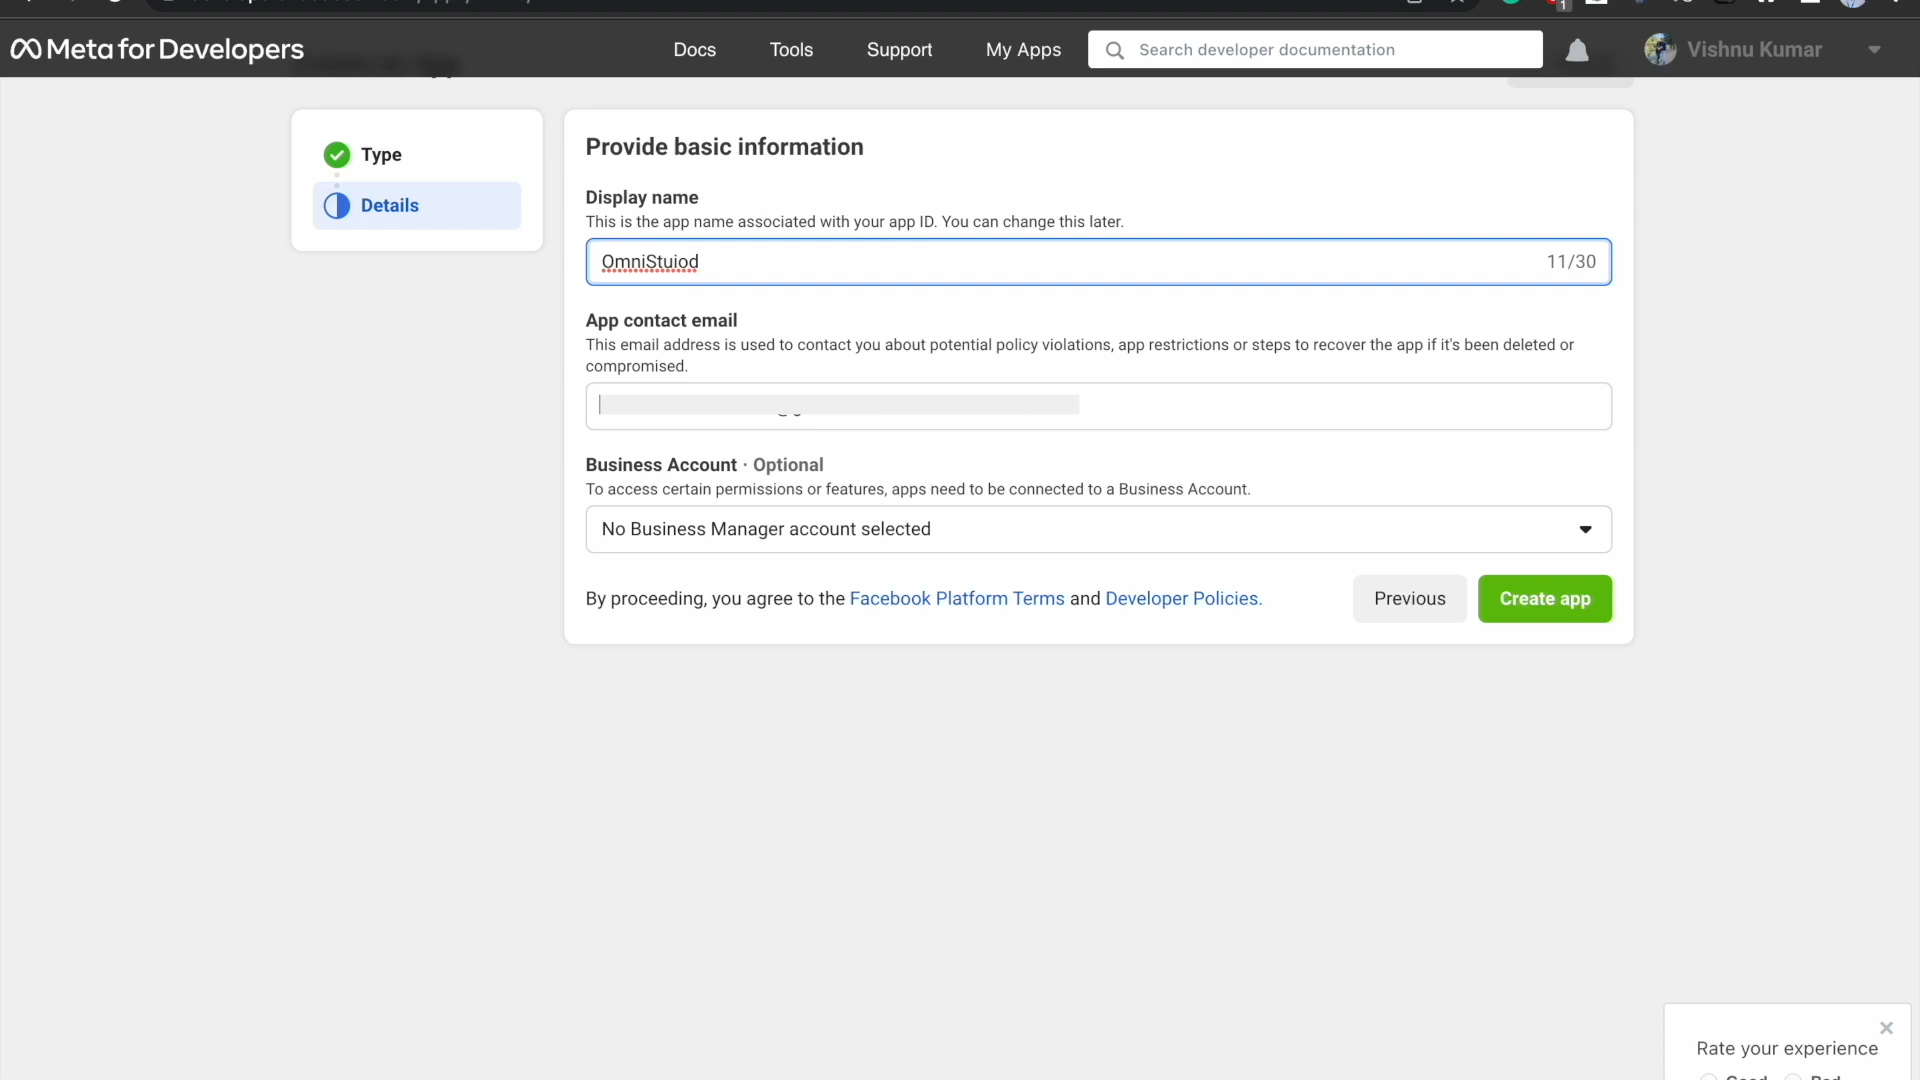 Meta for Developers
Docs
Tools
Support
My Apps
Search developer documentation
1
Vishnu Kumar
Type
Details
Provide basic information
Display name
This is the app name associated with your app ID. You can change this later.
OmniStuiod
11/30
App contact email
This email address is used to contact you about potential policy violations, app restrictions or steps to recover the app if it's been deleted or
compromised.
Business Account · Optional
To access certain permissions or features, apps need to be connected to a Business Account.
No Business Manager account selected
By proceeding, you agree to the Facebook Platform Terms and Developer Policies.
Previous
Create app
Rate your experience